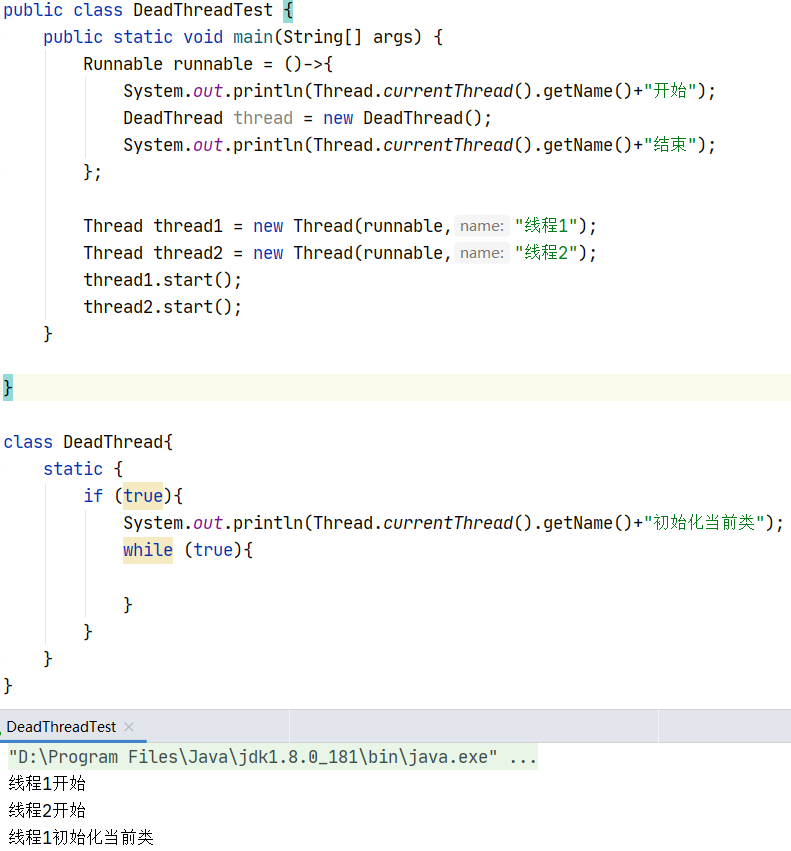 public class DeadThreadTest {
    public static void main(String[] args) {
        Runnable runnable = ()->{
            System.out.println(Thread.currentThread().getName()+"开始");
            DeadThread thread = new DeadThread();
            System.out.println(Thread.currentThread().getName()+"结束");
        };
        Thread thread1 = new Thread(runnable, name: "线程1");
        Thread thread2 = new Thread(runnable, name: "线程2");
        thread1.start();
        thread2.start();
    }
}
class DeadThread{
    static {
        if (true){
            System.out.println(Thread.currentThread().getName()+"初始化当前类");
            while (true){
            }
        }
    }
}
DeadThreadTest ×
"D:\Program Files\Java\jdk1.8.0_181\bin\java.exe" ...
线程1开始
线程2开始
线程1初始化当前类